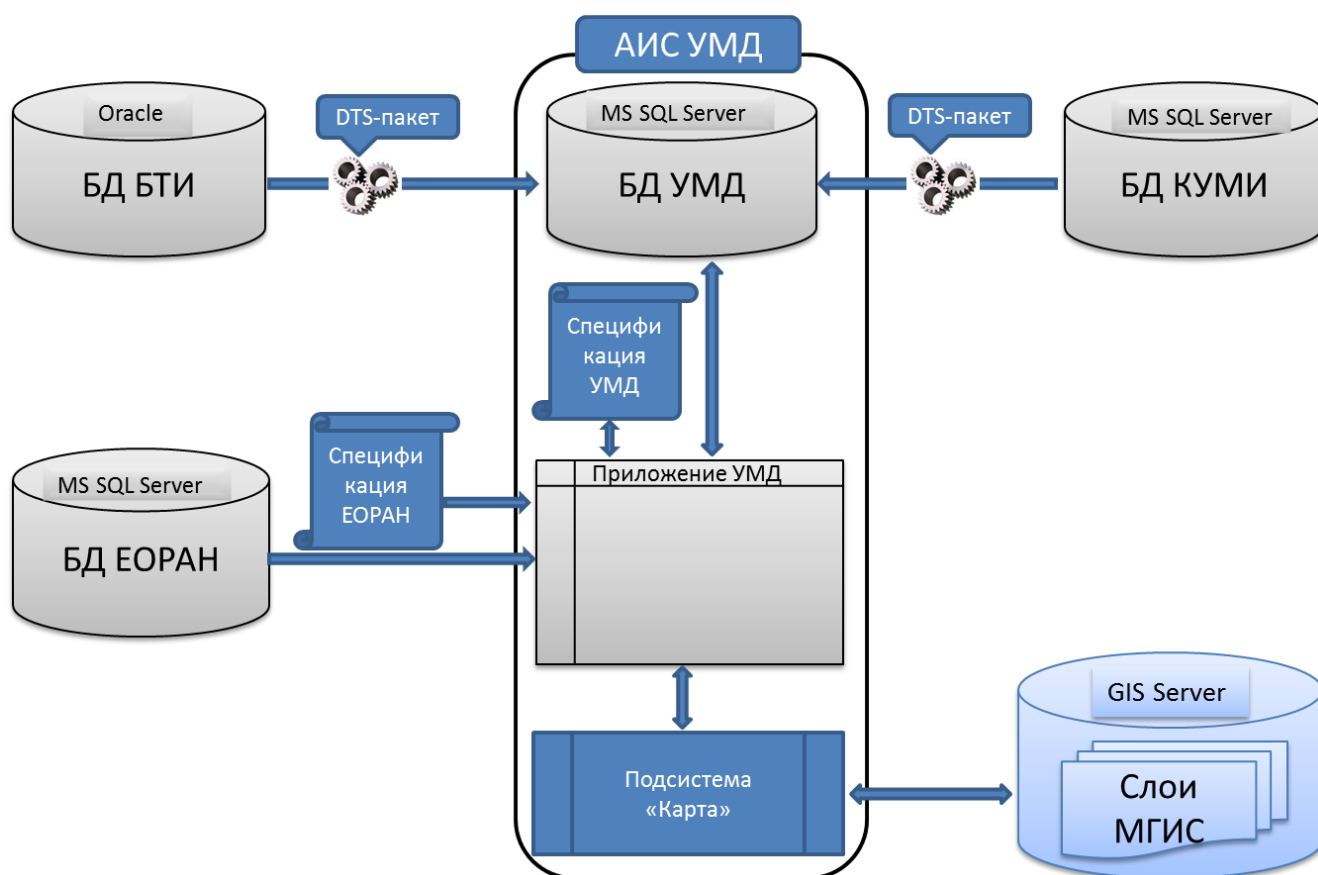 АИС УМД
Oracle
БД БТИ
DTS-пакет
MS SQL Server
БД УМД
DTS-пакет
MS SQL Server
БД КУМИ
Специфи
кация
УМД
MS SQL Server
БД ЕОРАН
Специфи
кация
ЕОРАН
Приложение УМД
Подсистема
«Карта»
GIS Server
Слои
МГИС